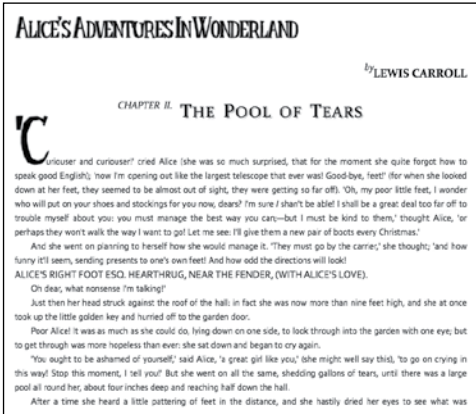 ALICE'S ADVENTURES IN WONDERLAND
by LEWIS CARROLL
CHAPTER II. THE POOL OF TEARS
'Curiouser and curiouser!' cried Alice (she was so much surprised, that for the moment she quite forgot how to
speak good English); 'now I'm opening out like the largest telescope that ever was! Good-bye, feet!' (for when she looked
down at her feet, they seemed to be almost out of sight, they were getting so far off). 'Oh, my poor little feet, I wonder
who will put on your shoes and stockings for you now, dears? I'm sure I shan't be able! I shall be a great deal too far off to
trouble myself about you: you must manage the best way you can;—but I must be kind to them,' thought Alice, 'or
perhaps they won't walk the way I want to go! Let me see: I'll give them a new pair of boots every Christmas.'
And she went on planning to herself how she would manage it. 'They must go by the carrier,' she thought; 'and how
funny it'll seem, sending presents to one's own feet! And how odd the directions will look!
ALICE'S RIGHT FOOT ESQ. HEARTHRUG, NEAR THE FENDER, (WITH ALICE'S LOVE).
Oh dear, what nonsense I'm talking!'
Just then her head struck against the roof of the hall: in fact she was now more than nine feet high, and she at once
took up the little golden key and hurried off to the garden door.
Poor Alice! It was as much as she could do, lying down on one side, to look through into the garden with one eye; but
to get through was more hopeless than ever: she sat down and began to cry again.
'You ought to be ashamed of yourself,' said Alice, 'a great girl like you,' (she might well say this), 'to go on crying in
this way! Stop this moment, I tell you!' But she went on all the same, shedding gallons of tears, until there was a large
pool all round her, about four inches deep and reaching half down the hall.
After a time she heard a little pattering of feet in the distance, and she hastily dried her eyes to see what was